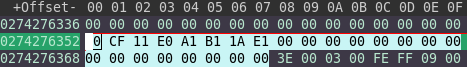 +Offset- 00 01 02 03 04 05 06 07 08 09 0A 0B 0C 0D 0E 0F
0274276336 00 00 00 00 00 00 00 00 00 00 00 00 00 00 00 00
0274276352 0 CF 11 E0 A1 B1 1A E1 00 00 00 00 00 00 00 00
0274276368 00 00 00 00 00 00 00 00 3E 00 03 00 FE FF 09 00